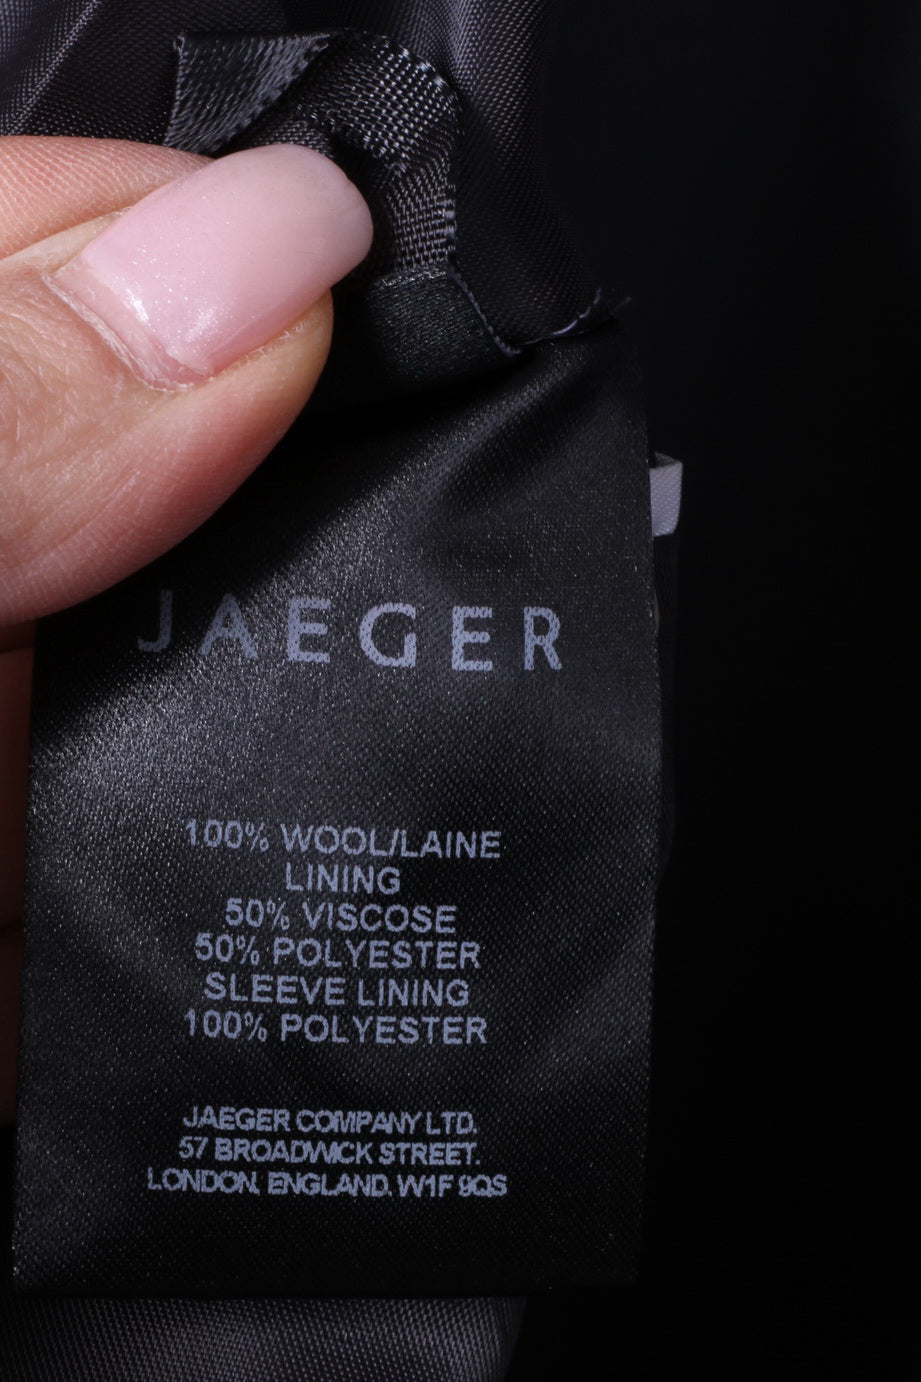 JAEGER
100% WOOL/LAINE
LINING
50% VISCOSE
50% POLYESTER
SLEEVE LINING
100% POLYESTER
JAEGER COMPANY LTD.
57 BROADWICK STREET.
LONDON, ENGLAND. W1F 9QS